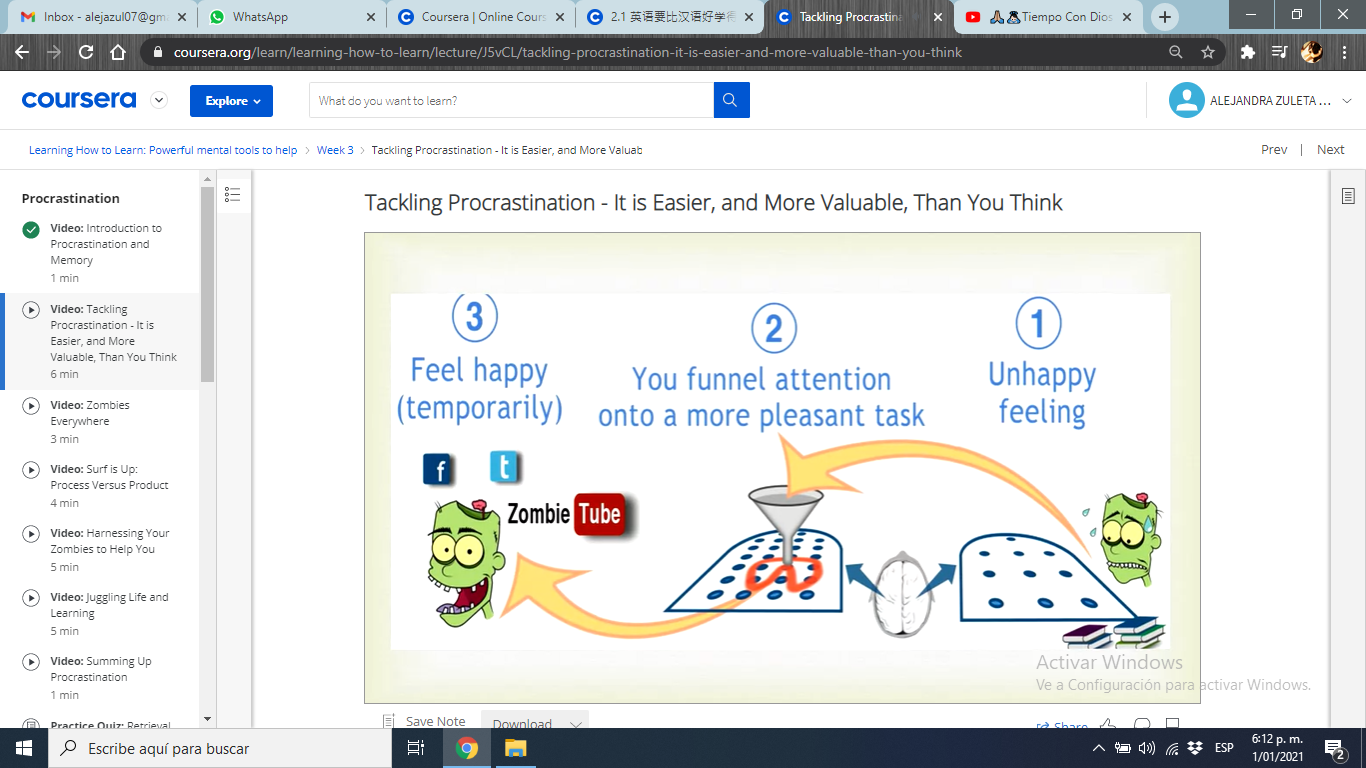 Inbox - alejazul07@gm
WhatsApp
Coursera | Online Cours
2.1 英语要比汉语好学得
Tackling Procrastina
Tiempo Con Dios
coursera.org/learn/learning-how-to-learn/lecture/J5vCL/tackling-procrastination-it-is-easier-and-more-valuable-than-you-think
coursera
Explore
What do you want to learn?
ALEJANDRA ZULETA ...
Learning How to Learn: Powerful mental tools to help
Week 3
Tackling Procrastination - It is Easier, and More Valuab
Prev | Next
Procrastination
Video: Introduction to
Procrastination and
Memory
1 min
Video: Tackling
Procrastination - It is
Easier, and More
Valuable, Than You Think
6 min
Video: Zombies
Everywhere
3 min
Video: Surf is Up:
Process Versus Product
4 min
Video: Harnessing Your
Zombies to Help You
5 min
Video: Juggling Life and
Learning
5 min
Video: Summing Up
Procrastination
1 min
Practice Quiz: Retrieval
Tackling Procrastination - It is Easier, and More Valuable, Than You Think
3
Feel happy
(temporarily)
2
You funnel attention
onto a more pleasant task
1
Unhappy
feeling
f
t
Zombie Tube
Activar Windows
Ve a Configuración para activar Windows.
Save Note
Download
Share
Escribe aquí para buscar
ESP
6:12 p. m.
1/01/2021
2